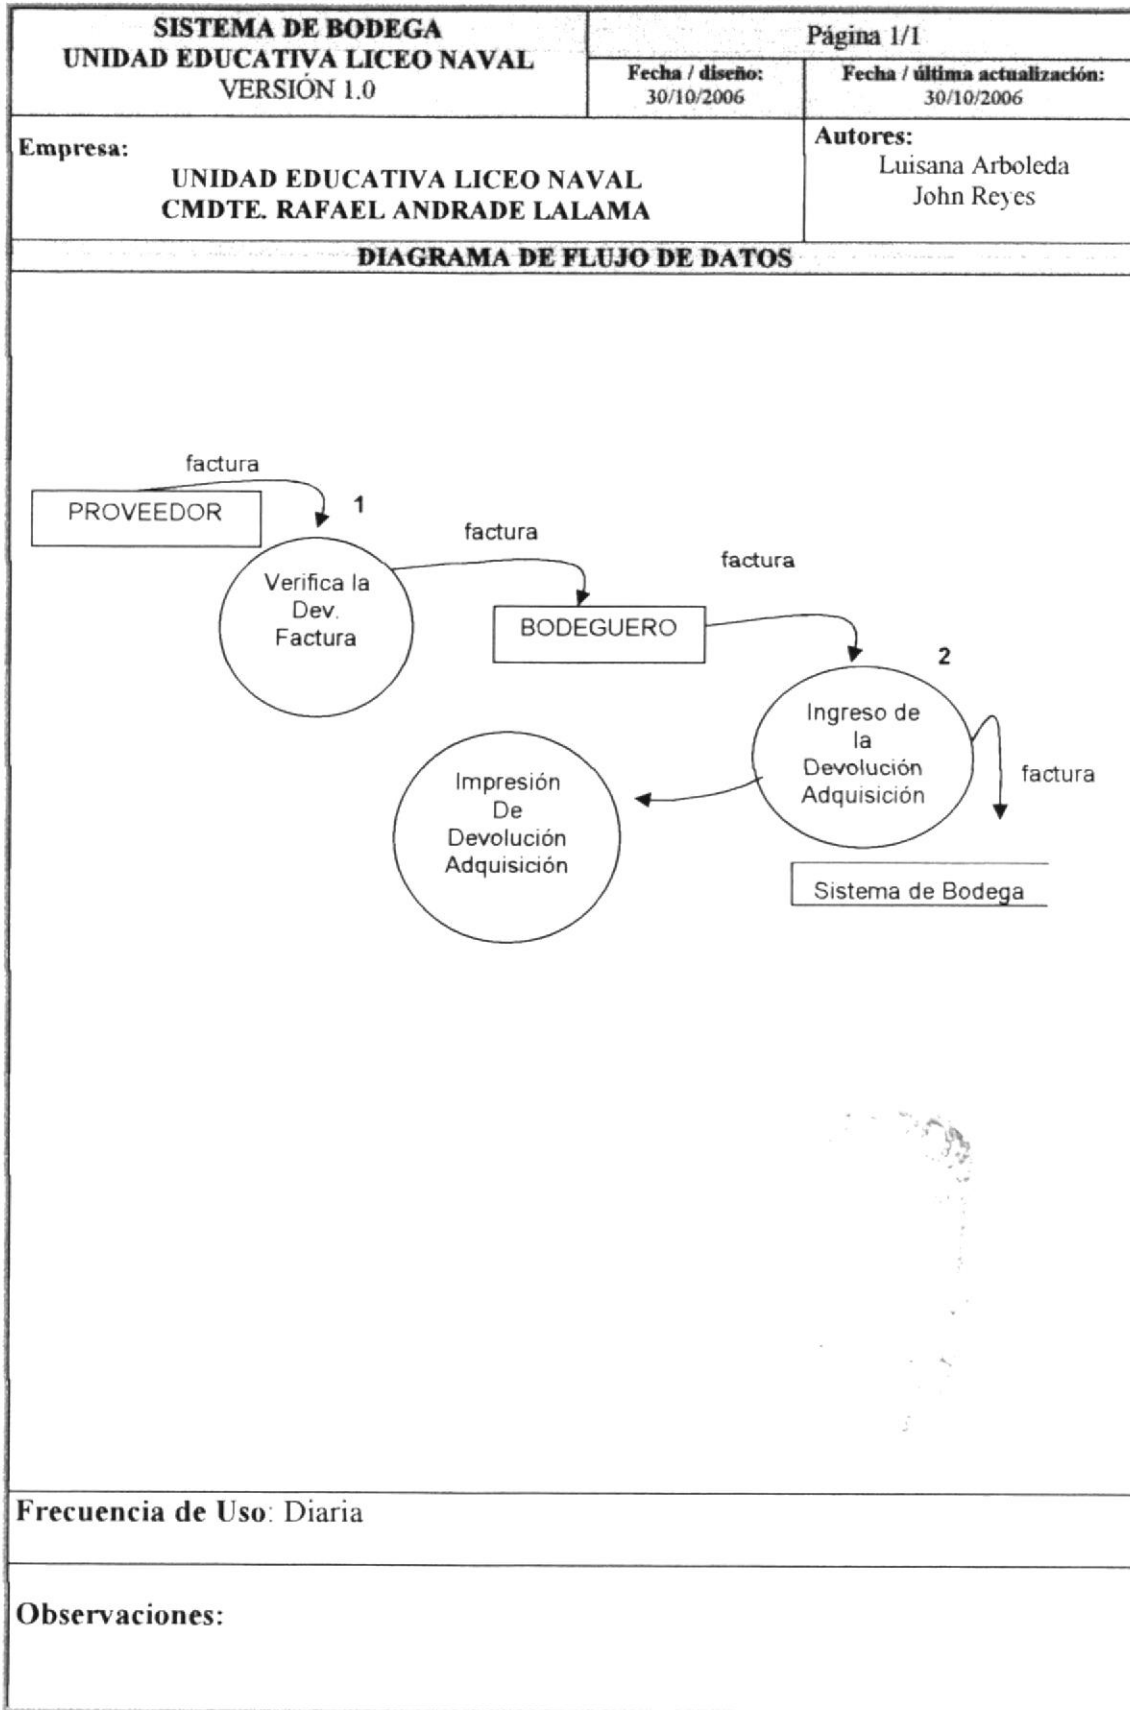 SISTEMA DE BODEGA
UNIDAD EDUCATIVA LICEO NAVAL
VERSIÓN 1.0
Página 1/1
Fecha / diseño:
30/10/2006
Fecha / última actualización:
30/10/2006
Empresa:
UNIDAD EDUCATIVA LICEO NAVAL
CMDTE. RAFAEL ANDRADE LALAMA
Autores:
Luisana Arboleda
John Reyes
DIAGRAMA DE FLUJO DE DATOS
factura
PROVEEDOR
1
Verifica la
Dev.
Factura
factura
BODEGUERO
factura
2
Ingreso de
la
Devolución
Adquisición
factura
Impresión
De
Devolución
Adquisición
Sistema de Bodega
Frecuencia de Uso: Diaria
Observaciones: